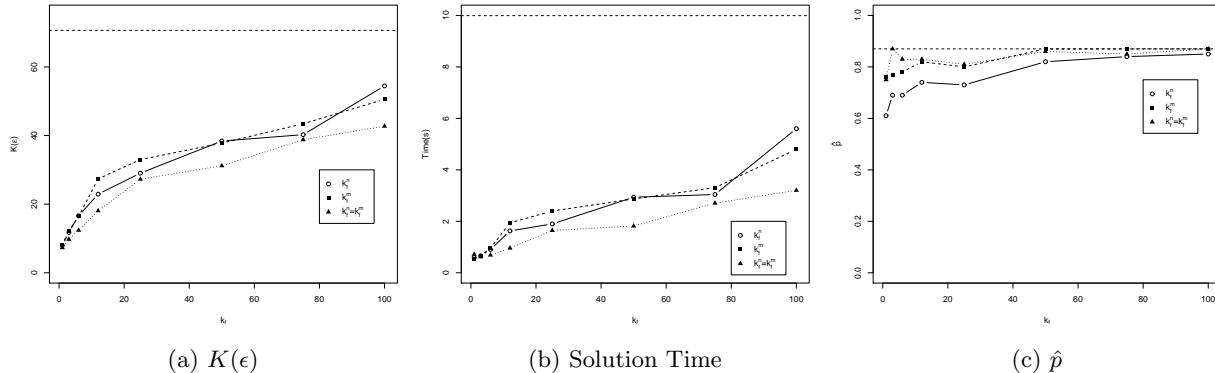 K(ϵ)
60
40
20
0
k_f^n
k_f^m
k_f^n=k_f^m
0 20 40 60 80 100
k_f
(a) K(ϵ)
Time(s)
10
8
6
4
2
0
k_f^n
k_f^m
k_f^n=k_f^m
0 20 40 60 80 100
k_f
(b) Solution Time
p̂
1.0
0.8
0.6
0.4
0.2
0.0
k_f^n
k_f^m
k_f^n=k_f^m
0 20 40 60 80 100
k_f
(c) p̂